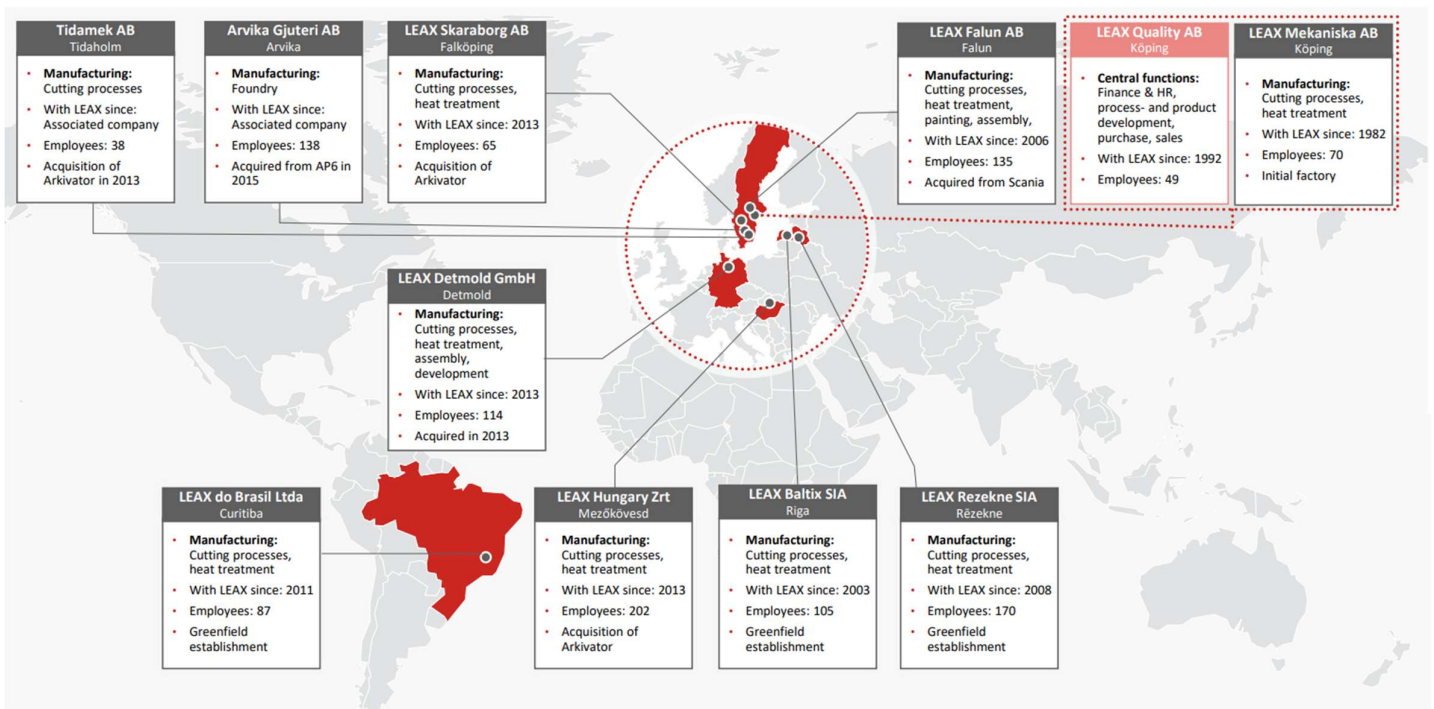 Tidamek AB
Tidaholm
• Manufacturing:
Cutting processes
• With LEAX since:
Associated company
• Employees: 38
• Acquisition of
Arkivator in 2013
Arvika Gjuteri AB
Arvika
• Manufacturing:
Foundry
• With LEAX since:
Associated company
• Employees: 138
• Acquired from AP6 in
2015
LEAX Skaraborg AB
Falköping
• Manufacturing:
Cutting processes,
heat treatment
• With LEAX since: 2013
• Employees: 65
• Acquisition of
Arkivator
LEAX Falun AB
Falun
• Manufacturing:
Cutting processes,
heat treatment,
painting, assembly,
• With LEAX since: 2006
• Employees: 135
• Acquired from Scania
LEAX Quality AB
Köping
• Central functions:
Finance & HR,
process- and product
development,
purchase, sales
• With LEAX since: 1992
• Employees: 49
LEAX Mekaniska AB
Köping
• Manufacturing:
Cutting processes,
heat treatment
• With LEAX since: 1982
• Employees: 70
• Initial factory
LEAX Detmold GmbH
Detmold
• Manufacturing:
Cutting processes,
heat treatment,
assembly,
development
• With LEAX since: 2013
• Employees: 114
• Acquired in 2013
LEAX do Brasil Ltda
Curitiba
• Manufacturing:
Cutting processes,
heat treatment
• With LEAX since: 2011
• Employees: 87
• Greenfield
establishment
LEAX Hungary Zrt
Mezőkövesd
• Manufacturing:
Cutting processes,
heat treatment
• With LEAX since: 2013
• Employees: 202
• Acquisition of
Arkivator
LEAX Baltix SIA
Riga
• Manufacturing:
Cutting processes,
heat treatment
• With LEAX since: 2003
• Employees: 105
• Greenfield
establishment
LEAX Rezekne SIA
Rēzekne
• Manufacturing:
Cutting processes,
heat treatment
• With LEAX since: 2008
• Employees: 170
• Greenfield
establishment